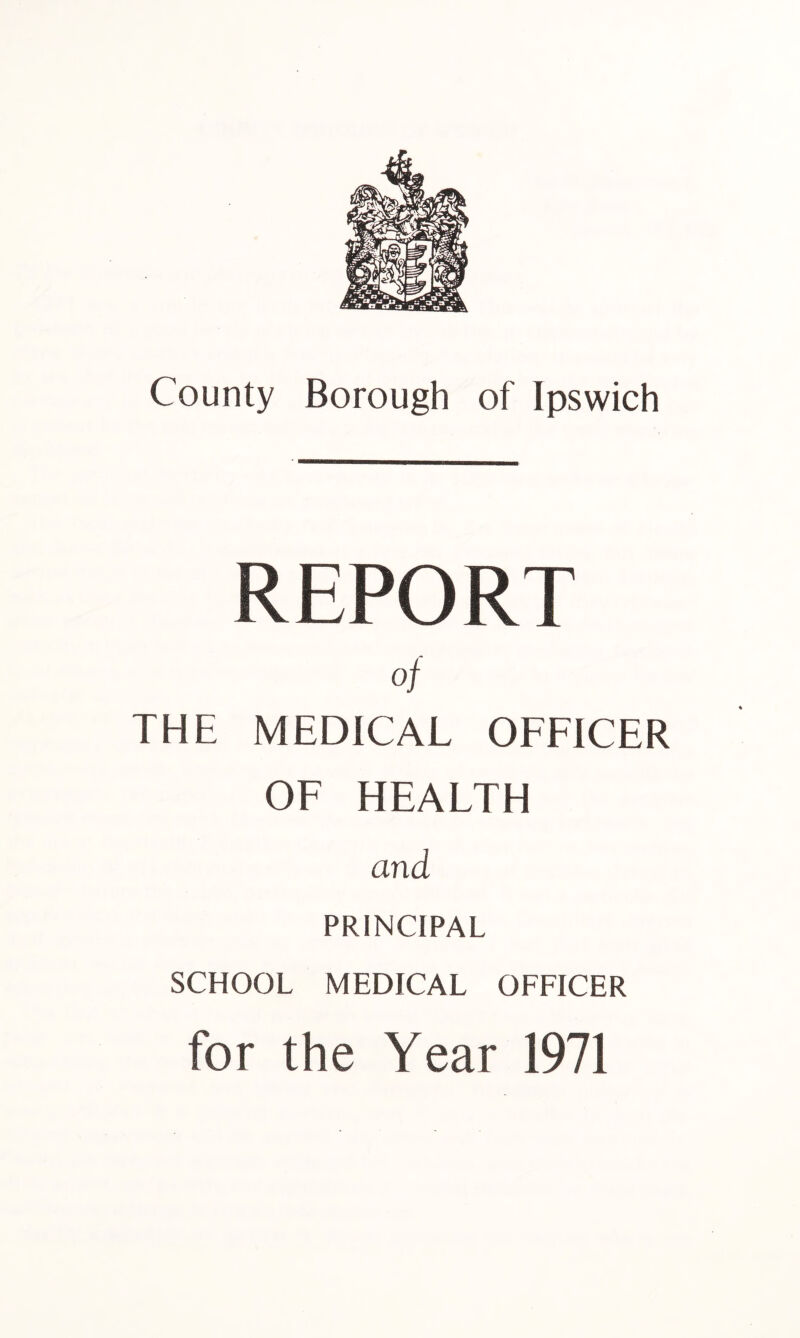 County Borough of Ipswich
REPORT
of
THE MEDICAL OFFICER
OF HEALTH
and
PRINCIPAL
SCHOOL MEDICAL OFFICER
for the Year 1971